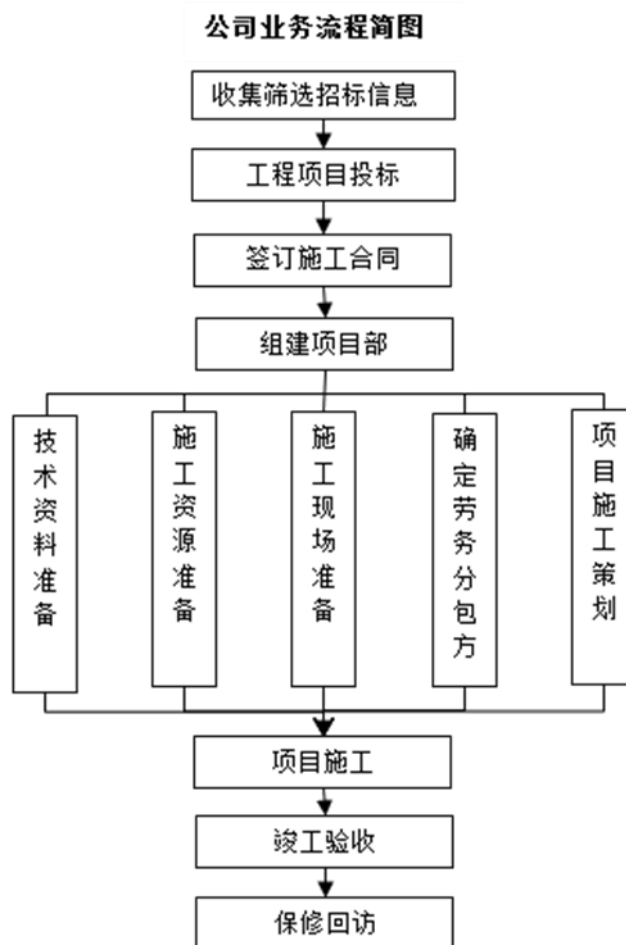 公司业务流程简图
收集筛选招标信息
工程项目投标
签订施工合同
组建项目部
技术资料准备
施工资源准备
施工现场准备
确定劳务分包方
项目施工策划
项目施工
竣工验收
保修回访